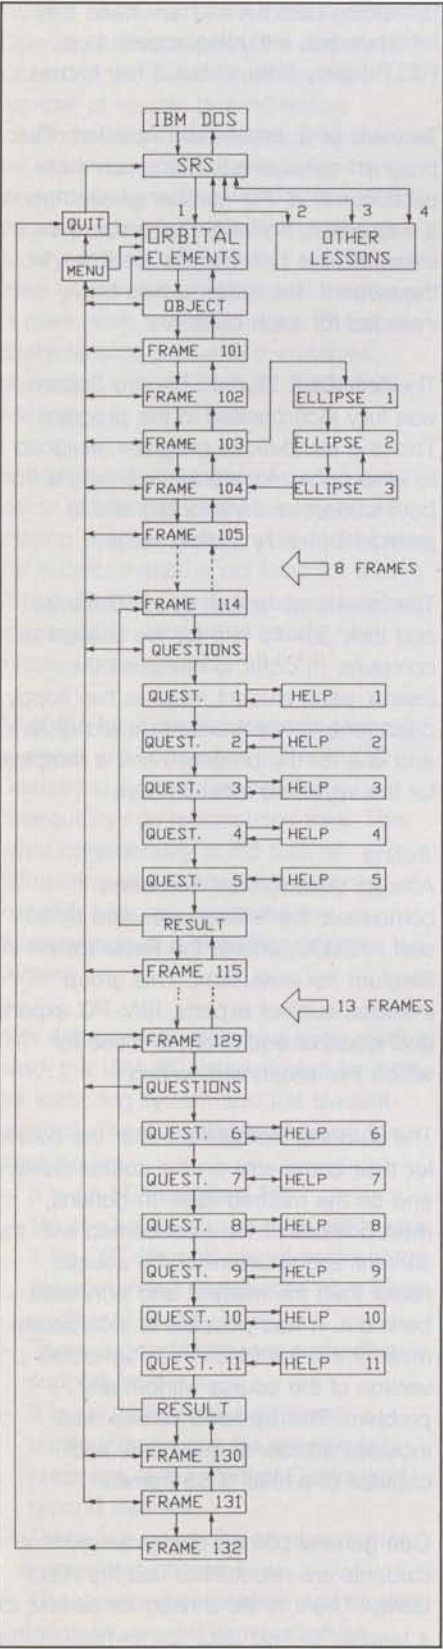 IBM DOS
SRS
1 2 3 4
QUIT
MENU
ORBITAL
ELEMENTS
OTHER
LESSONS
OBJECT
FRAME 101
FRAME 102
ELLIPSE 1
FRAME 103
ELLIPSE 2
FRAME 104
ELLIPSE 3
FRAME 105
8 FRAMES
FRAME 114
QUESTIONS
QUEST. 1
HELP 1
QUEST. 2
HELP 2
QUEST. 3
HELP 3
QUEST. 4
HELP 4
QUEST. 5
HELP 5
RESULT
FRAME 115
13 FRAMES
FRAME 129
QUESTIONS
QUEST. 6
HELP 6
QUEST. 7
HELP 7
QUEST. 8
HELP 8
QUEST. 9
HELP 9
QUEST. 10
HELP 10
QUEST. 11
HELP 11
RESULT
FRAME 130
FRAME 131
FRAME 132